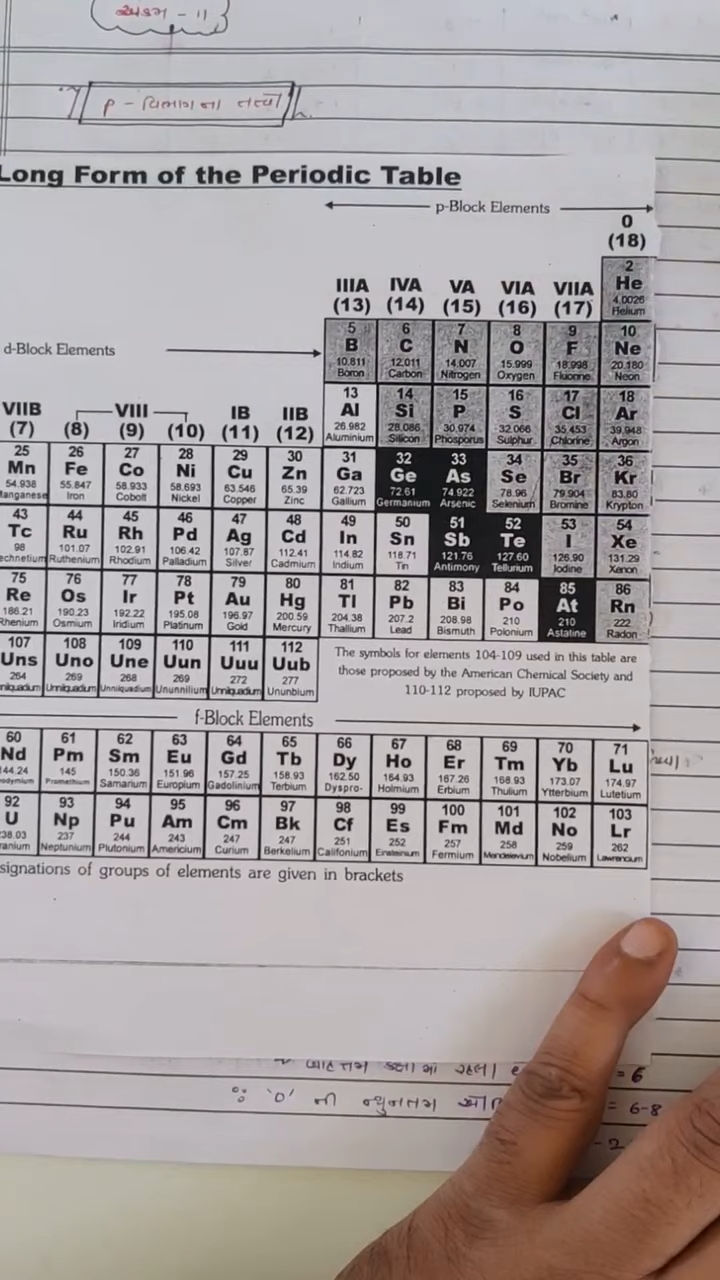 એકમ - 11
P - વિભાગના તત્વો
Long Form of the Periodic Table
p-Block Elements
0
(18)
2
He
4.0026
Helium
IIIA IVA VA VIA VIIA
(13) (14) (15) (16) (17)
5 6 7 8 9 10
B C N O F Ne
10.811 12.011 14.007 15.999 18.998 20.180
Boron Carbon Nitrogen Oxygen Fluorine Neon
d-Block Elements
13 14 15 16 17 18
Al Si P S Cl Ar
26.982 28.086 30.974 32.066 35.453 39.948
Aluminium Silicon Phosporus Sulphur Chlorine Argon
VIIB VIII IB IIB
(7) (8) (9) (10) (11) (12)
25 26 27 28 29 30 31 32 33 34 35 36
Mn Fe Co Ni Cu Zn Ga Ge As Se Br Kr
54.938 55.847 58.933 58.693 63.546 65.39 62.723 72.61 74.922 78.96 79.904 83.80
Manganese Iron Cobolt Nickel Copper Zinc Gallium Germanium Arsenic Selenium Bromine Krypton
43 44 45 46 47 48 49 50 51 52 53 54
Tc Ru Rh Pd Ag Cd In Sn Sb Te I Xe
98 101.07 102.91 106.42 107.87 112.41 114.82 118.71 121.76 127.60 126.90 131.29
echnetium Ruthenium Rhodium Palladium Silver Cadmium Indium Tin Antimony Tellurium Iodine Xenon
75 76 77 78 79 80 81 82 83 84 85 86
Re Os Ir Pt Au Hg Tl Pb Bi Po At Rn
186.21 190.23 192.22 195.08 196.97 200.59 204.38 207.2 208.98 210 210 222
Rhenium Osmium Iridium Platinum Gold Mercury Thallium Lead Bismuth Polonium Astatine Radon
107 108 109 110 111 112
Uns Uno Une Uun Uuu Uub
264 269 268 269 272 277
niquadium Unniquadium Unniiquadium Ununnilium Unniquadium Ununbium
The symbols for elements 104-109 used in this table are
those proposed by the American Chemical Society and
110-112 proposed by IUPAC
f-Block Elements
60 61 62 63 64 65 66 67 68 69 70 71
Nd Pm Sm Eu Gd Tb Dy Ho Er Tm Yb Lu
144.24 145 150.36 151.96 157.25 158.93 162.50 164.93 167.26 168.93 173.07 174.97
odymium Promethium Samarium Europium Gadolinium Terbium Dyspro- Holmium Erbium Thulium Ytterbium Lutetium
92 93 94 95 96 97 98 99 100 101 102 103
U Np Pu Am Cm Bk Cf Es Fm Md No Lr
238.03 237 244 243 247 247 251 252 257 258 259 262
ranium Neptunium Plutonium Americium Curium Berkelium Califonium Einsteinium Fermium Mendelevium Nobelium Lawrencium
signations of groups of elements are given in brackets
= 6
∴ 'O' ની ન્યુનતમ = 6-8
- 2